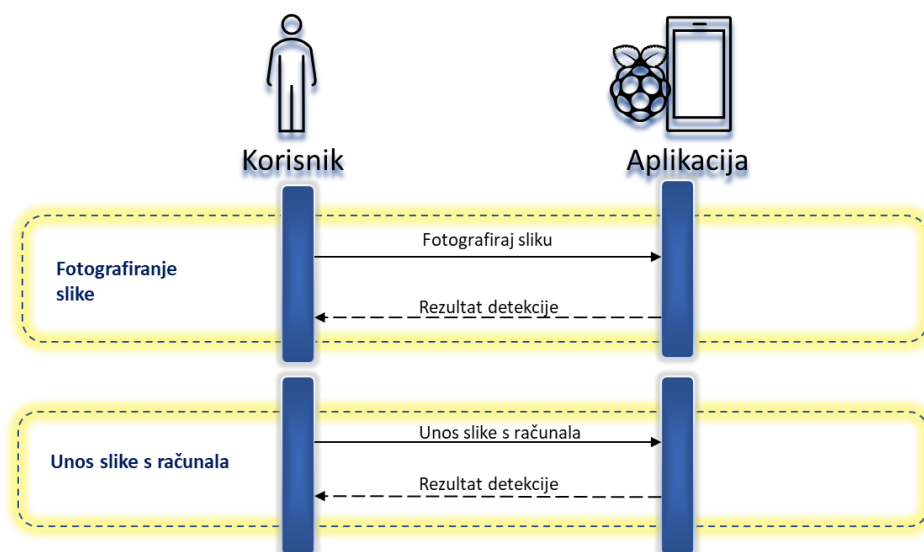 Korisnik
Aplikacija
Fotografiraj sliku
Fotografiranje
slike
Rezultat detekcije
Unos slike s računala
Unos slike s računala
Rezultat detekcije